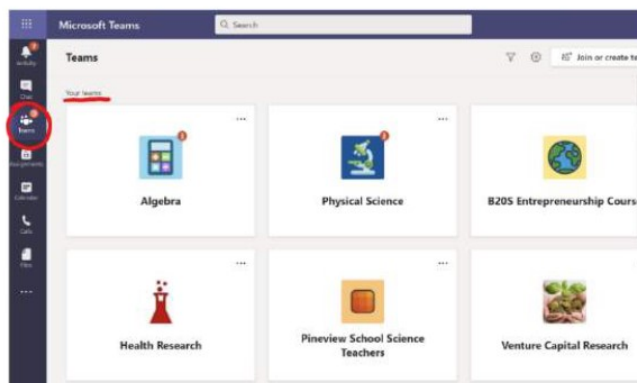 Microsoft Teams
Search
Activity
Chat
Teams
Assignments
Calendar
Calls
Files
Teams
Join or create te
Your teams
Algebra
Physical Science
B20S Entrepreneurship Cours
Health Research
Pineview School Science
Teachers
Venture Capital Research